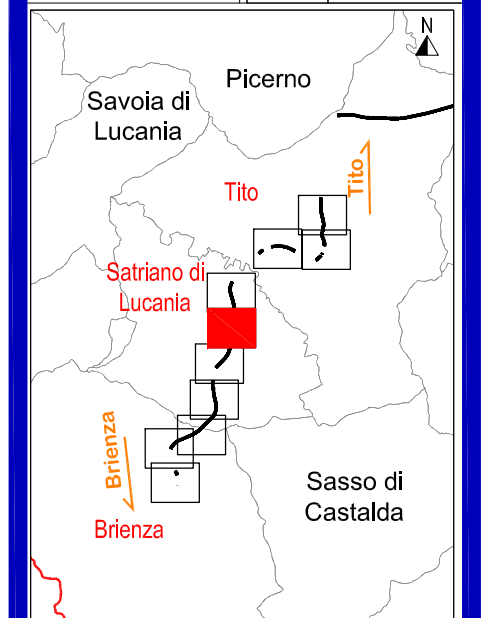 N
Picerno
Savoia di
Lucania
Tito
Tito
Satriano di
Lucania
Brienza
Sasso di
Castalda
Brienza